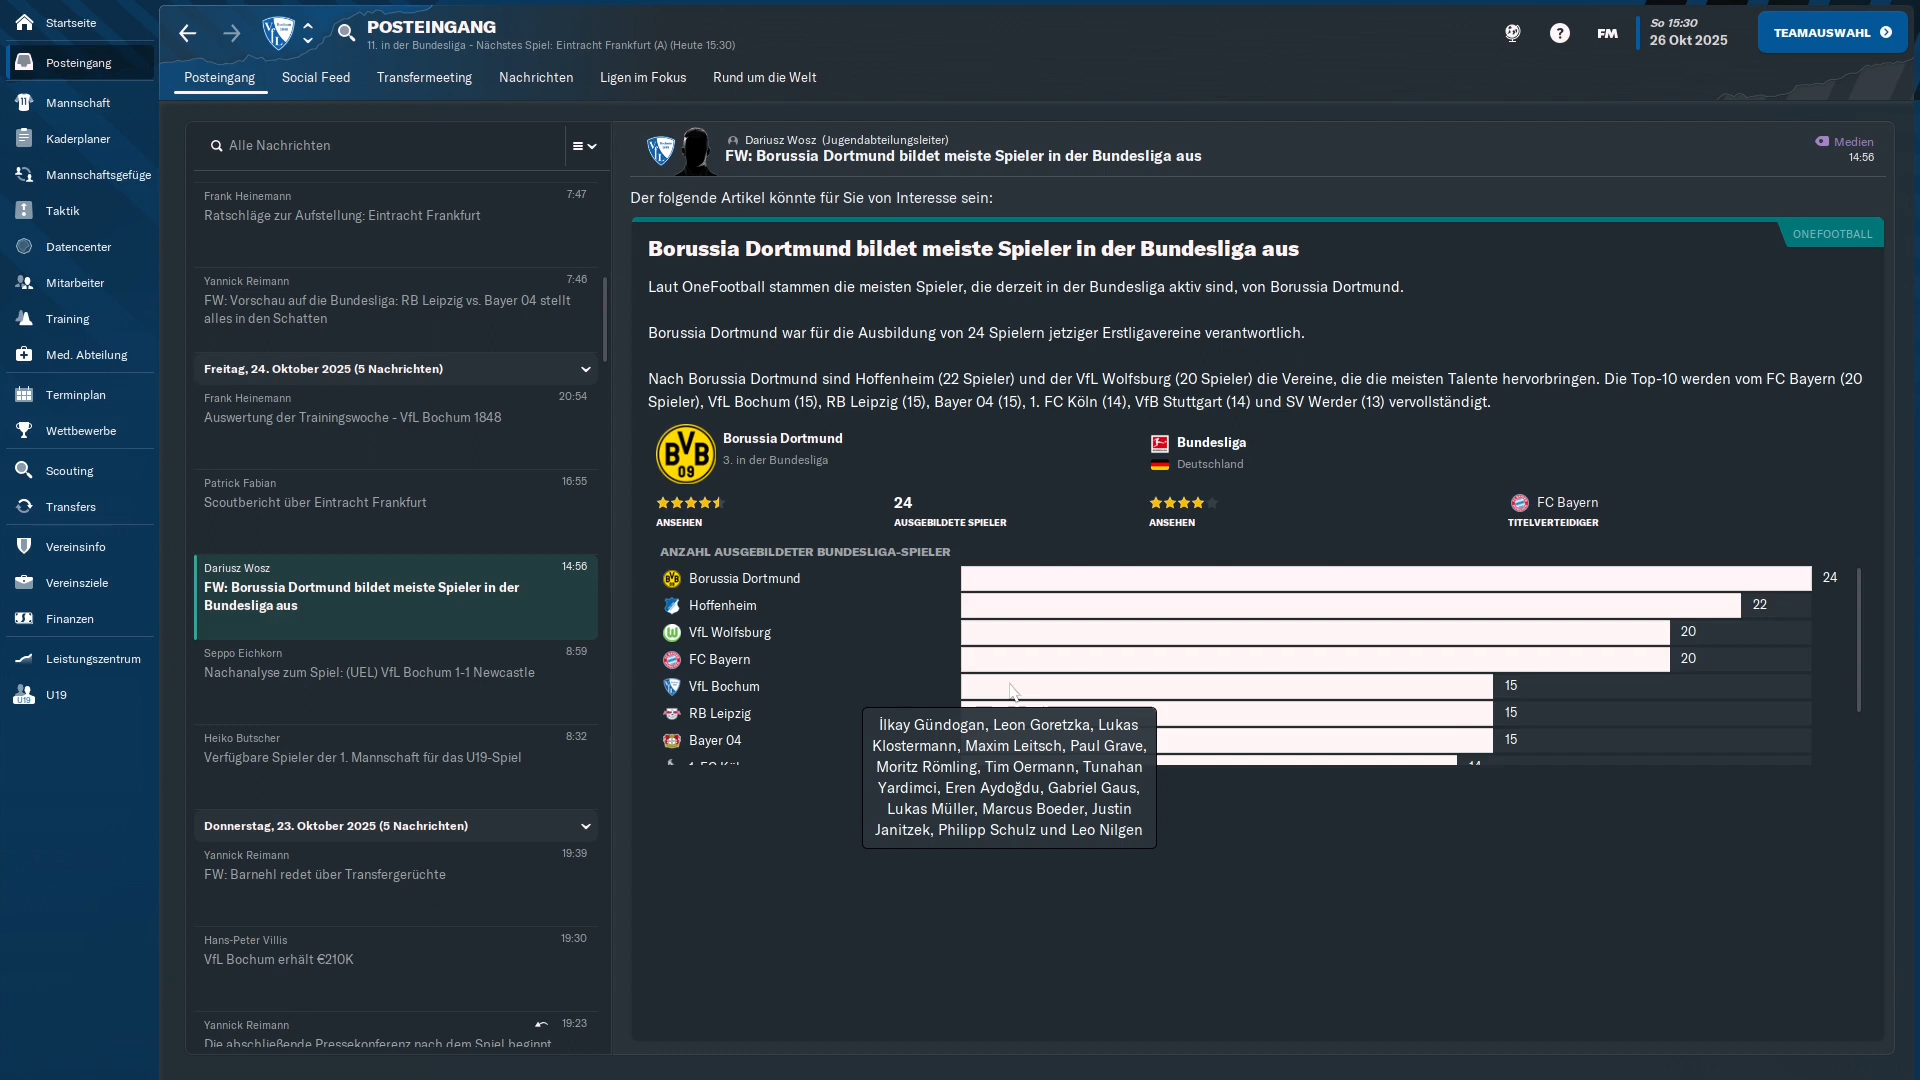 Startseite
Posteingang
Mannschaft
Kaderplaner
Mannschaftsgefüge
Taktik
Datencenter
Mitarbeiter
Training
Med. Abteilung
Terminplan
Wettbewerbe
Scouting
Transfers
Vereinsinfo
Vereinsziele
Finanzen
Leistungszentrum
U19
U19
POSTEINGANG
11. in der Bundesliga - Nächstes Spiel: Eintracht Frankfurt (A) (Heute 15:30)
FM
So 15:30
26 Okt 2025
TEAMAUSWAHL
Posteingang
Social Feed
Transfermeeting
Nachrichten
Ligen im Fokus
Rund um die Welt
Alle Nachrichten
Frank Heinemann 7:47
Ratschläge zur Aufstellung: Eintracht Frankfurt
Yannick Reimann 7:46
FW: Vorschau auf die Bundesliga: RB Leipzig vs. Bayer 04 stellt
alles in den Schatten
Freitag, 24. Oktober 2025 (5 Nachrichten)
Frank Heinemann 20:54
Auswertung der Trainingswoche - VfL Bochum 1848
Patrick Fabian 16:55
Scoutbericht über Eintracht Frankfurt
Dariusz Wosz 14:56
FW: Borussia Dortmund bildet meiste Spieler in der
Bundesliga aus
Seppo Eichkorn 8:59
Nachanalyse zum Spiel: (UEL) VfL Bochum 1-1 Newcastle
Heiko Butscher 8:32
Verfügbare Spieler der 1. Mannschaft für das U19-Spiel
Donnerstag, 23. Oktober 2025 (5 Nachrichten)
Yannick Reimann 19:39
FW: Barnehl redet über Transfergerüchte
Hans-Peter Villis 19:30
VfL Bochum erhält €210K
Yannick Reimann 19:23
Die abschließende Pressekonferenz nach dem Spiel beginnt
Dariusz Wosz (Jugendabteilungsleiter)
FW: Borussia Dortmund bildet meiste Spieler in der Bundesliga aus
Medien
14:56
Der folgende Artikel könnte für Sie von Interesse sein:
ONEFOOTBALL
Borussia Dortmund bildet meiste Spieler in der Bundesliga aus
Laut OneFootball stammen die meisten Spieler, die derzeit in der Bundesliga aktiv sind, von Borussia Dortmund.
Borussia Dortmund war für die Ausbildung von 24 Spielern jetziger Erstligavereine verantwortlich.
Nach Borussia Dortmund sind Hoffenheim (22 Spieler) und der VfL Wolfsburg (20 Spieler) die Vereine, die die meisten Talente hervorbringen. Die Top-10 werden vom FC Bayern (20
Spieler), VfL Bochum (15), RB Leipzig (15), Bayer 04 (15), 1. FC Köln (14), VfB Stuttgart (14) und SV Werder (13) vervollständigt.
BVB
09
Borussia Dortmund
3. in der Bundesliga
Bundesliga
Deutschland
24
FC Bayern
ANSEHEN
AUSGEBILDETE SPIELER
ANSEHEN
TITELVERTEIDIGER
ANZAHL AUSGEBILDETER BUNDESLIGA-SPIELER
Borussia Dortmund 24
Hoffenheim 22
VfL Wolfsburg 20
FC Bayern 20
VfL Bochum 15
RB Leipzig 15
Bayer 04 15
1. FC Köln 14
İlkay Gündogan, Leon Goretzka, Lukas
Klostermann, Maxim Leitsch, Paul Grave,
Moritz Römling, Tim Oermann, Tunahan
Yardimci, Eren Aydoğdu, Gabriel Gaus,
Lukas Müller, Marcus Boeder, Justin
Janitzek, Philipp Schulz und Leo Nilgen